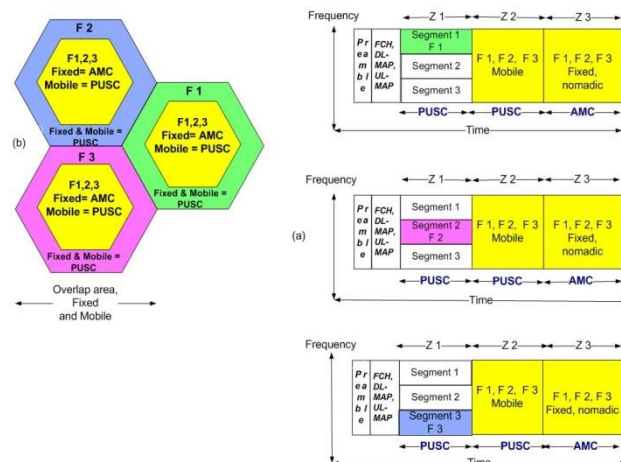 (b)
F 2
F1,2,3
Fixed= AMC
Mobile = PUSC
Fixed & Mobile =
PUSC
F 1
F1,2,3
Fixed= AMC
Mobile = PUSC
Fixed & Mobile =
PUSC
F 3
F1,2,3
Fixed= AMC
Mobile = PUSC
Fixed & Mobile =
PUSC
Overlap area,
Fixed
and Mobile
(a)
Frequency
Z 1
Z 2
Z 3
Pr
e
am
ble
FCH,
DL-
MAP,
UL-
MAP
Segment 1
F 1
Segment 2
Segment 3
F 1, F 2, F 3
Mobile
F 1, F 2, F 3
Fixed,
nomadic
PUSC
PUSC
AMC
Time
Frequency
Z 1
Z 2
Z 3
P r
e
a m
b le
FCH,
DL-
MAP,
UL-
MAP
Segment 1
Segment 2
F 2
Segment 3
F 1, F 2, F 3
Mobile
F 1, F 2, F 3
Fixed,
nomadic
PUSC
PUSC
AMC
Time
Frequency
Z 1
Z 2
Z 3
P r
e
a m
b le
FCH,
DL-
MAP,
UL-
MAP
Segment 1
Segment 2
Segment 3
F 3
F 1, F 2, F 3
Mobile
F 1, F 2, F 3
Fixed, nomadic
PUSC
PUSC
AMC
Time